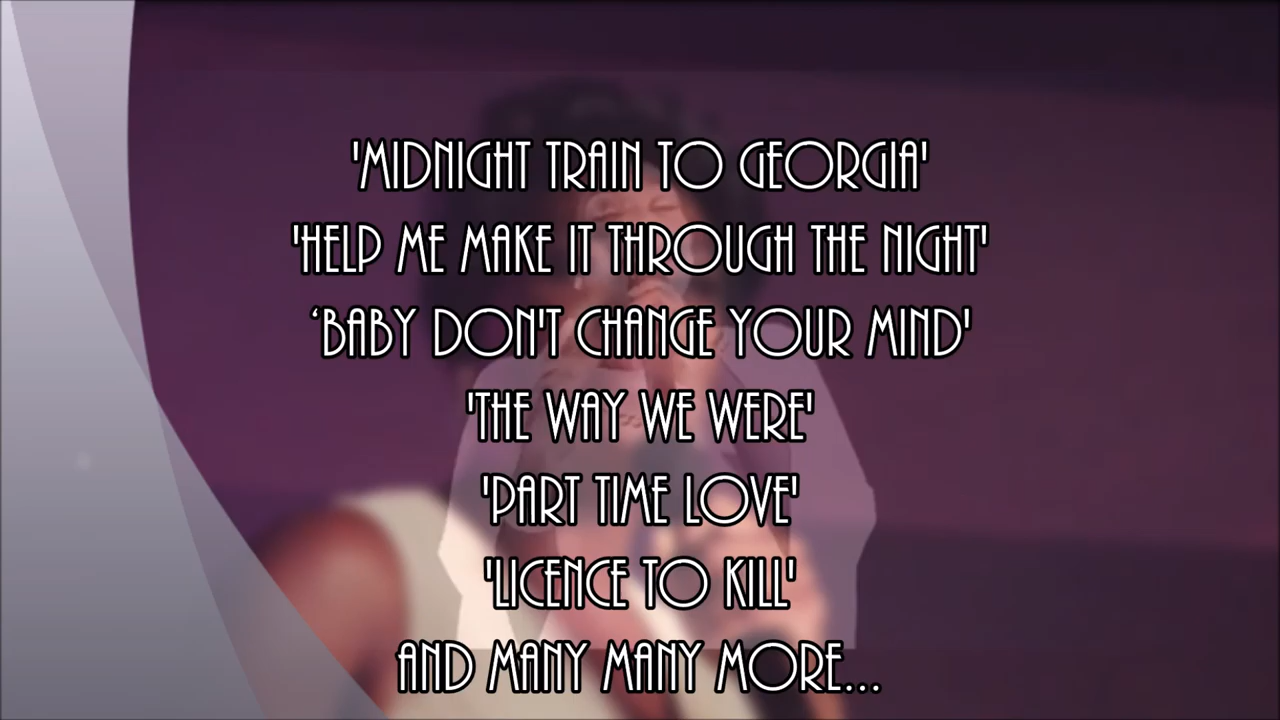 'MIDNIGHT TRAIN TO GEORGIA'
'HELP ME MAKE IT THROUGH THE NIGHT'
‘BABY DON'T CHANGE YOUR MIND'
'THE WAY WE WERE'
'PART TIME LOVE'
'LICENCE TO KILL'
AND MANY MANY MORE...